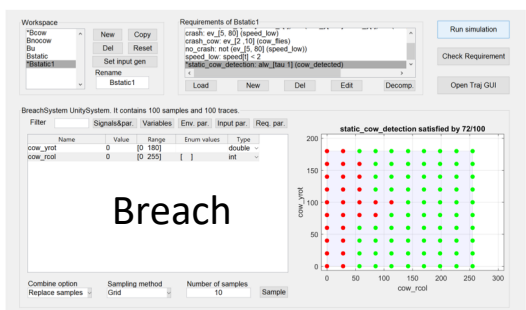 Workspace
*Bcow
Bnocow
Bu
Bstatic
*Bstatic1
New Copy
Del Reset
Set input gen
Rename
Bstatic1
Requirements of Bstatic1
crash: ev_[5, 80] (speed_low)
crash_cow: ev_[2 ,10] (cow_flies)
no_crash: not (ev_[5, 80] (speed_low))
speed_low: speed[t] < 2
*static_cow_detection: alw_[tau 1] (cow_detected)
Load New Del Edit Decomp.
Run simulation
Check Requirement
Open Traj GUI
BreachSystem UnitySystem. It contains 100 samples and 100 traces.
Filter Signals&par. Variables Env. par. Input par. Req. par.
Name Value Range Enum values Type
cow_yrot 0 [0 180] double
cow_rcol 0 [0 255] [ ] int
Breach
Combine option Sampling method Number of samples
Replace samples Grid 10 Sample
static_cow_detection satisfied by 72/100
200
150
100
50
0
cow_yrot
0 50 100 150 200 250 300
cow_rcol